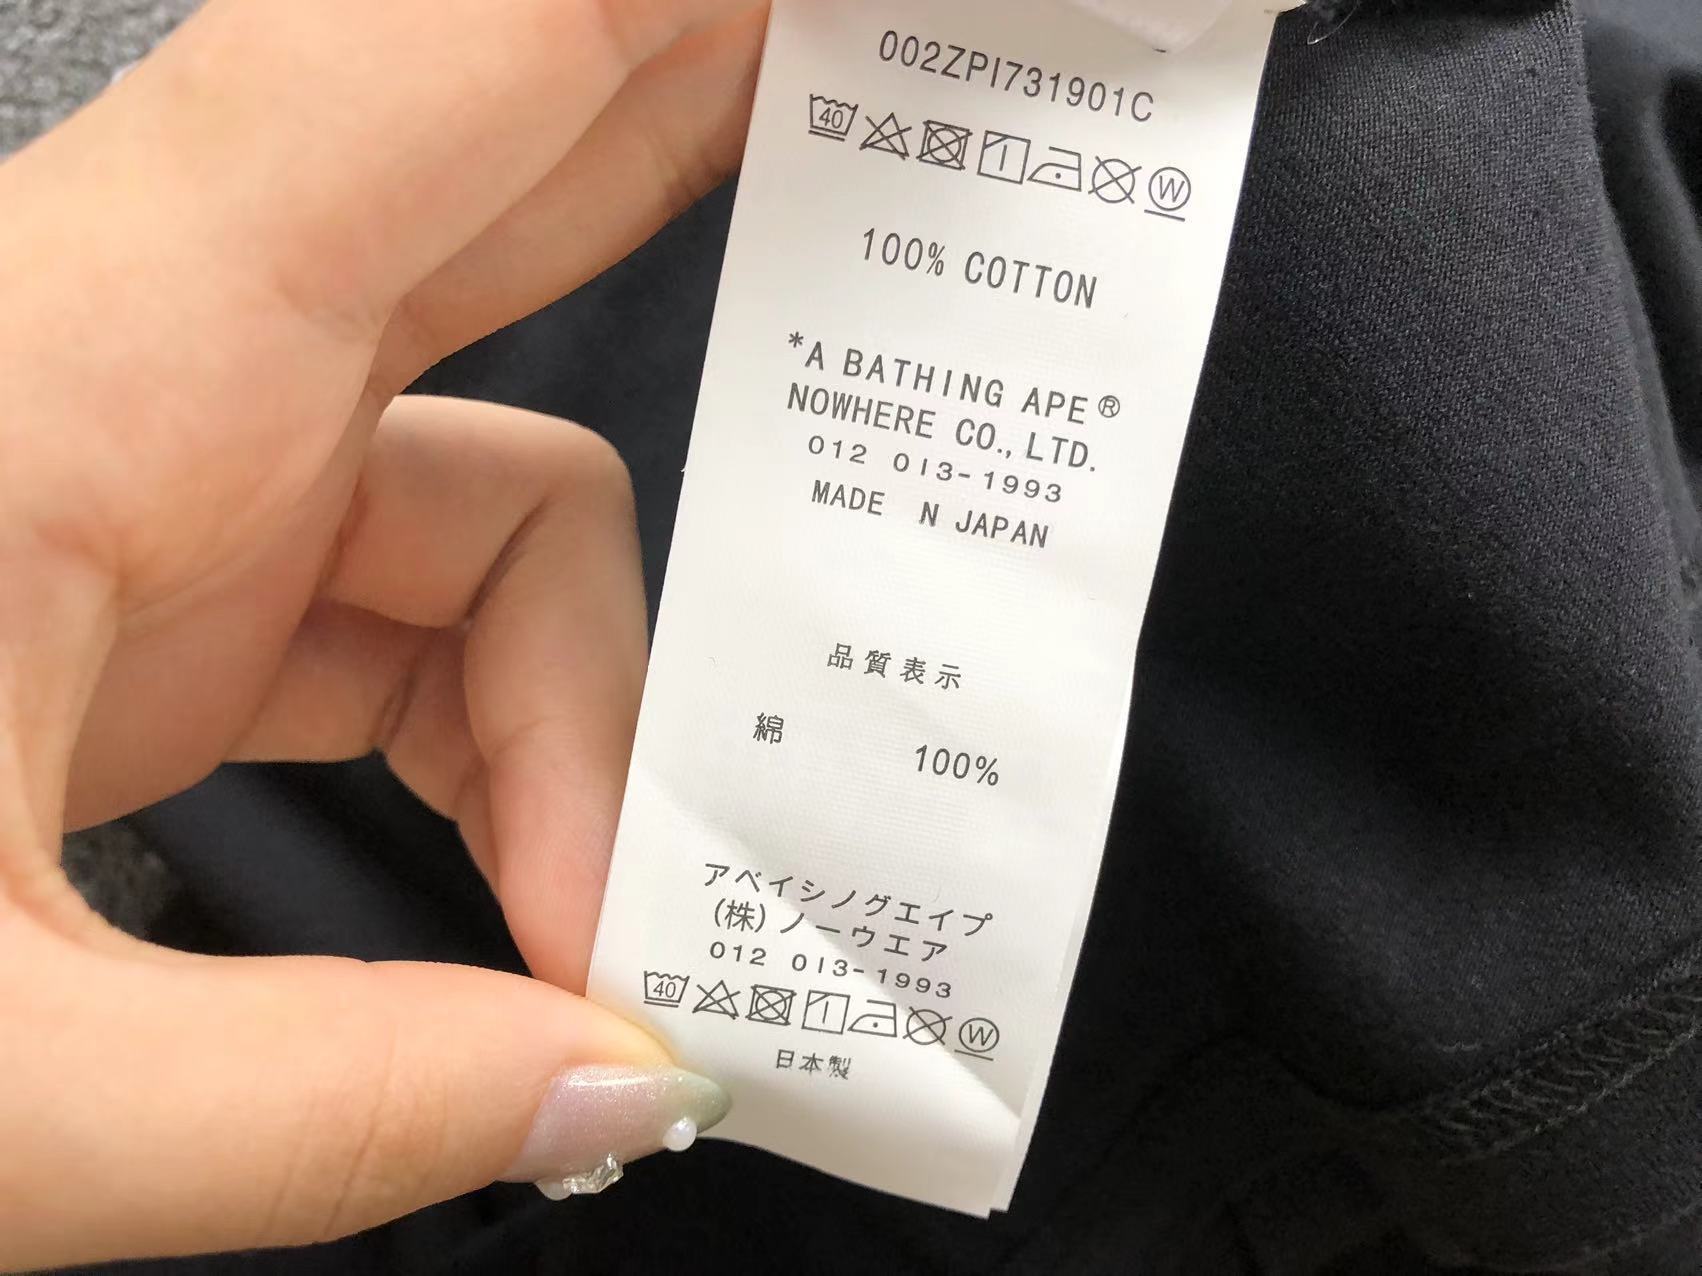 002ZPI731901C
40 W
100% COTTON
*A BATHING APE®
NOWHERE CO., LTD.
012 013-1993
MADE N JAPAN
品質表示
綿 100%
アベイシノグエイプ
(株)ノーウエア
012 013-1993
40 W
日本製